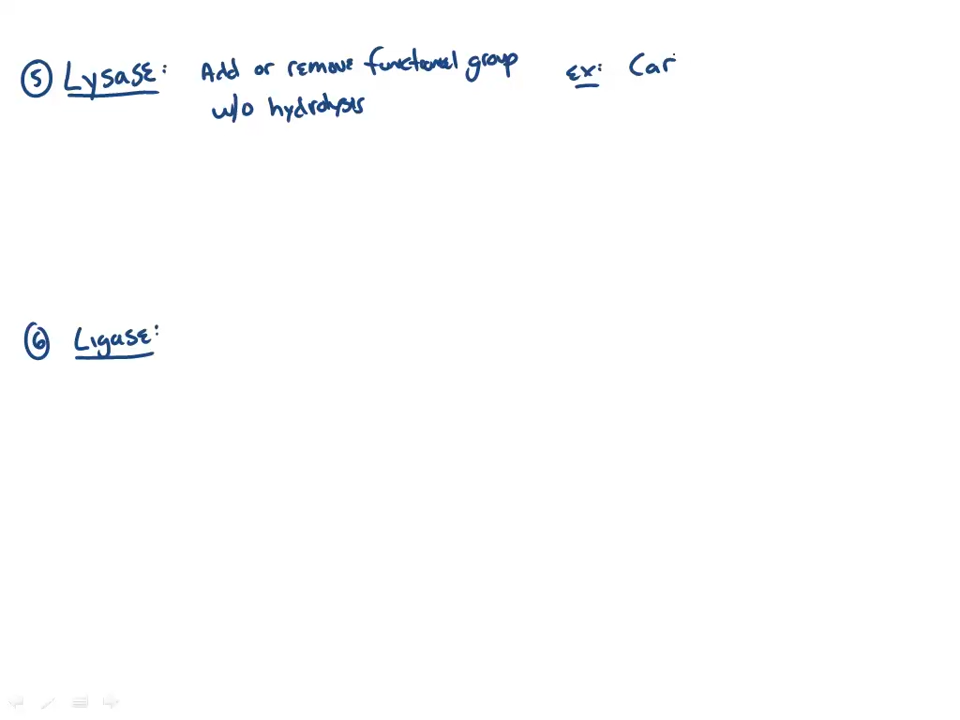 ⑤ Lysase: Add or remove functional group ex: Car
w/o hydrolysis
⑥ Ligase: